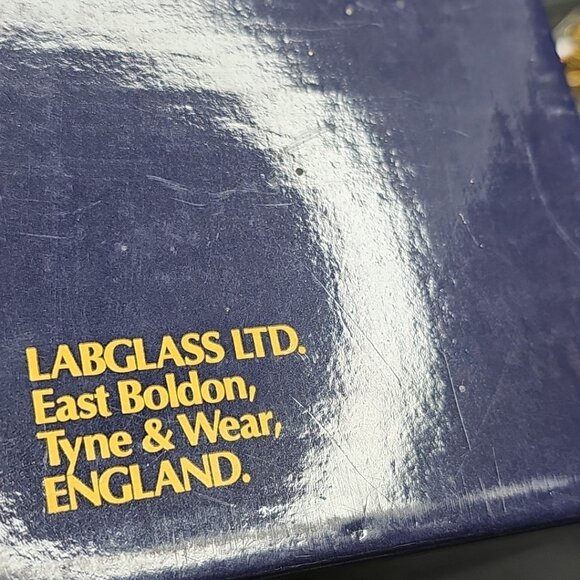 LABGLASS LTD.
East Boldon,
Tyne & Wear,
ENGLAND.